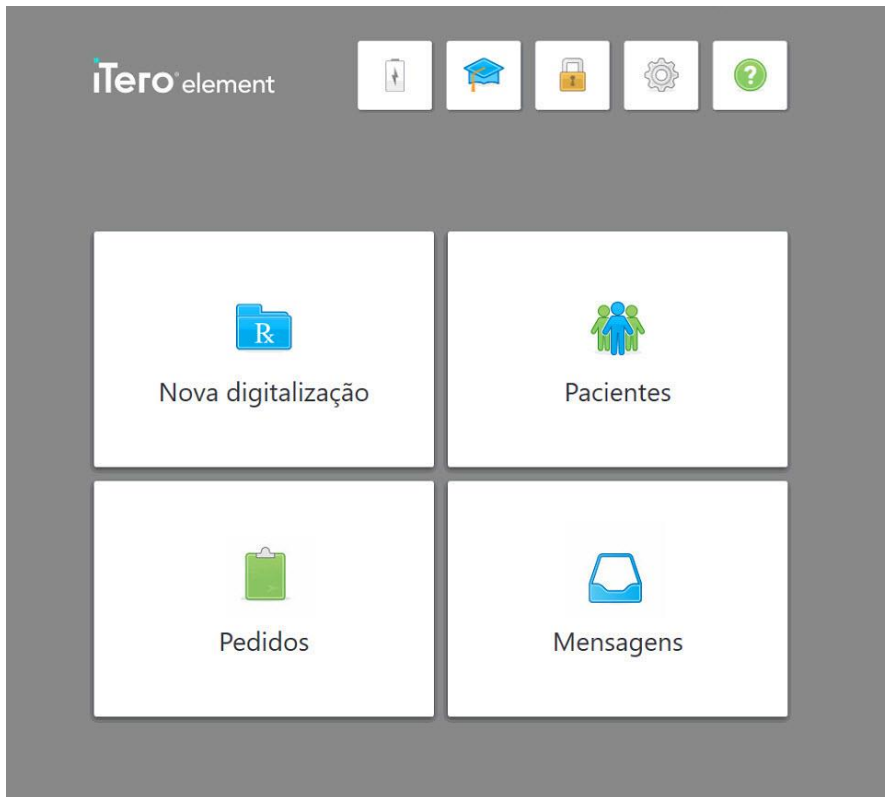 iTero® element
?
Nova digitalização
Pacientes
Pedidos
Mensagens